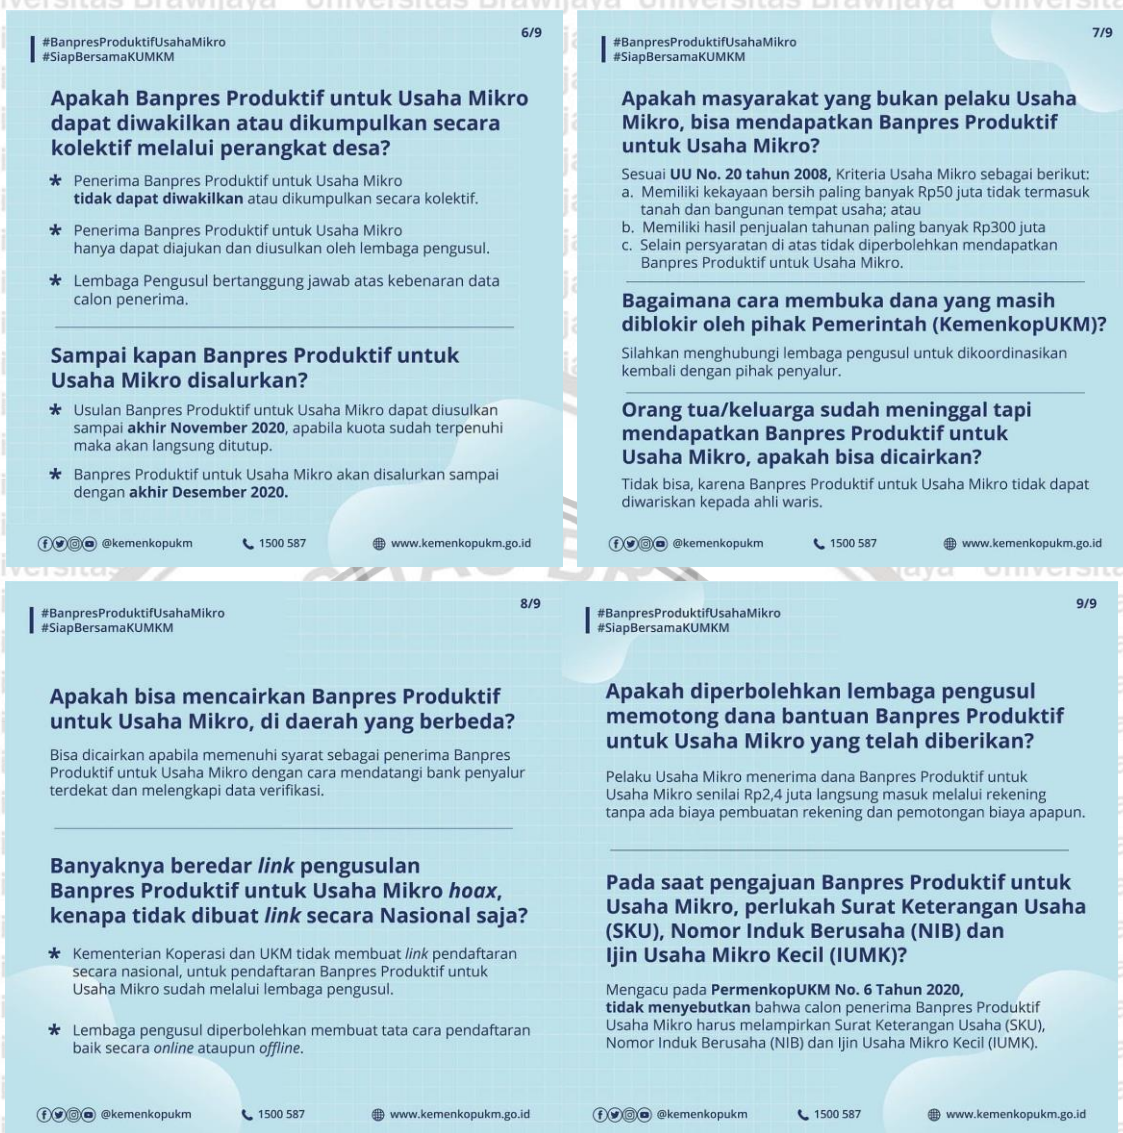 #BanpresProduktifUsahaMikro
#SiapBersamaKUMKM
6/9
Apakah Banpres Produktif untuk Usaha Mikro
dapat diwakilkan atau dikumpulkan secara
kolektif melalui perangkat desa?
* Penerima Banpres Produktif untuk Usaha Mikro
tidak dapat diwakilkan atau dikumpulkan secara kolektif.
* Penerima Banpres Produktif untuk Usaha Mikro
hanya dapat diajukan dan diusulkan oleh lembaga pengusul.
* Lembaga Pengusul bertanggung jawab atas kebenaran data
calon penerima.
Sampai kapan Banpres Produktif untuk
Usaha Mikro disalurkan?
* Usulan Banpres Produktif untuk Usaha Mikro dapat diusulkan
sampai akhir November 2020, apabila kuota sudah terpenuhi
maka akan langsung ditutup.
* Banpres Produktif untuk Usaha Mikro akan disalurkan sampai
dengan akhir Desember 2020.
@kemenkopukm 1500 587 www.kemenkopukm.go.id
#BanpresProduktifUsahaMikro
#SiapBersamaKUMKM
7/9
Apakah masyarakat yang bukan pelaku Usaha
Mikro, bisa mendapatkan Banpres Produktif
untuk Usaha Mikro?
Sesuai UU No. 20 tahun 2008, Kriteria Usaha Mikro sebagai berikut:
a. Memiliki kekayaan bersih paling banyak Rp50 juta tidak termasuk
tanah dan bangunan tempat usaha; atau
b. Memiliki hasil penjualan tahunan paling banyak Rp300 juta
c. Selain persyaratan di atas tidak diperbolehkan mendapatkan
Banpres Produktif untuk Usaha Mikro.
Bagaimana cara membuka dana yang masih
diblokir oleh pihak Pemerintah (KemenkopUKM)?
Silahkan menghubungi lembaga pengusul untuk dikoordinasikan
kembali dengan pihak penyalur.
Orang tua/keluarga sudah meninggal tapi
mendapatkan Banpres Produktif untuk
Usaha Mikro, apakah bisa dicairkan?
Tidak bisa, karena Banpres Produktif untuk Usaha Mikro tidak dapat
diwariskan kepada ahli waris.
@kemenkopukm 1500 587 www.kemenkopukm.go.id
#BanpresProduktifUsahaMikro
#SiapBersamaKUMKM
8/9
Apakah bisa mencairkan Banpres Produktif
untuk Usaha Mikro, di daerah yang berbeda?
Bisa dicairkan apabila memenuhi syarat sebagai penerima Banpres
Produktif untuk Usaha Mikro dengan cara mendatangi bank penyalur
terdekat dan melengkapi data verifikasi.
Banyaknya beredar link pengusulan
Banpres Produktif untuk Usaha Mikro hoax,
kenapa tidak dibuat link secara Nasional saja?
* Kementerian Koperasi dan UKM tidak membuat link pendaftaran
secara nasional, untuk pendaftaran Banpres Produktif untuk
Usaha Mikro sudah melalui lembaga pengusul.
* Lembaga pengusul diperbolehkan membuat tata cara pendaftaran
baik secara online ataupun offline.
@kemenkopukm 1500 587 www.kemenkopukm.go.id
#BanpresProduktifUsahaMikro
#SiapBersamaKUMKM
9/9
Apakah diperbolehkan lembaga pengusul
memotong dana bantuan Banpres Produktif
untuk Usaha Mikro yang telah diberikan?
Pelaku Usaha Mikro menerima dana Banpres Produktif untuk
Usaha Mikro senilai Rp2,4 juta langsung masuk melalui rekening
tanpa ada biaya pembuatan rekening dan pemotongan biaya apapun.
Pada saat pengajuan Banpres Produktif untuk
Usaha Mikro, perlukah Surat Keterangan Usaha
(SKU), Nomor Induk Berusaha (NIB) dan
Ijin Usaha Mikro Kecil (IUMK)?
Mengacu pada PermenkopUKM No. 6 Tahun 2020,
tidak menyebutkan bahwa calon penerima Banpres Produktif
Usaha Mikro harus melampirkan Surat Keterangan Usaha (SKU),
Nomor Induk Berusaha (NIB) dan Ijin Usaha Mikro Kecil (IUMK).
@kemenkopukm 1500 587 www.kemenkopukm.go.id